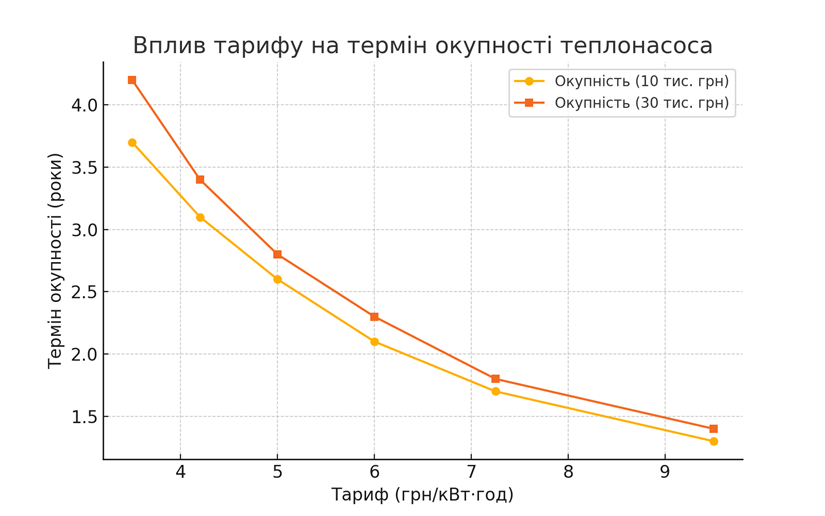 Вплив тарифу на термін окупності теплонасоса
Окупність (10 тис. грн)
Окупність (30 тис. грн)
Термін окупності (роки)
4.0
3.5
3.0
2.5
2.0
1.5
4 5 6 7 8 9
Тариф (грн/кВт·год)